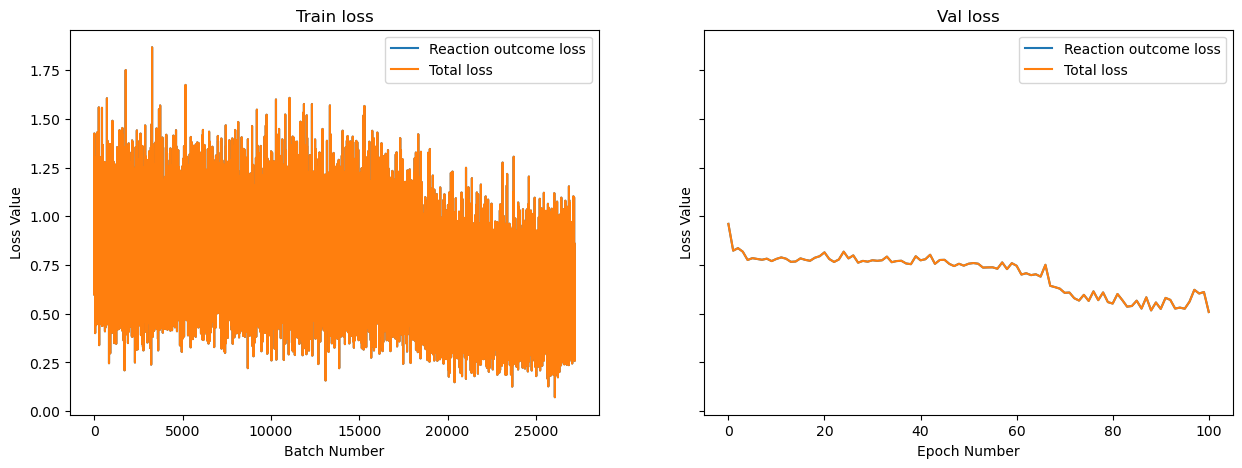 Train loss
Loss Value
1.75
1.50
1.25
1.00
0.75
0.50
0.25
0.00
Reaction outcome loss
Total loss
0 5000 10000 15000 20000 25000
Batch Number
Val loss
Loss Value
Reaction outcome loss
Total loss
0 20 40 60 80 100
Epoch Number